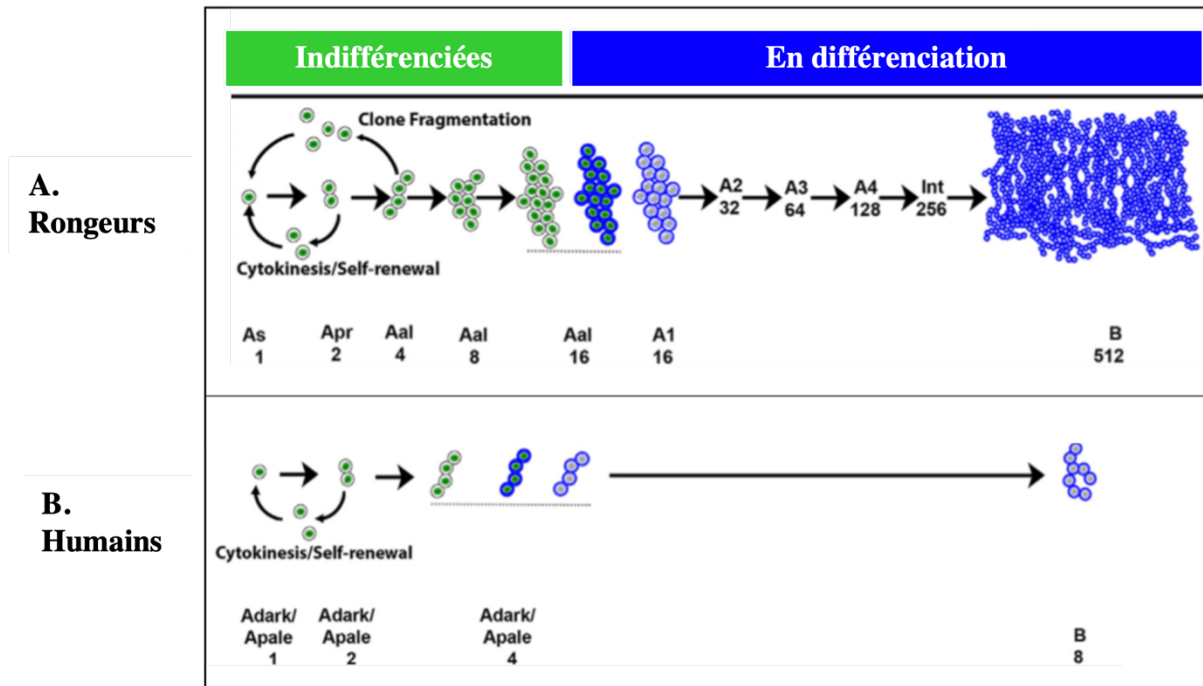 Indifférenciées
En différenciation
A.
Rongeurs
Clone Fragmentation
A2
32
A3
64
A4
128
Int
256
Cytokinesis/Self-renewal
As
1
Apr
2
Aal
4
Aal
8
Aal
16
A1
16
B
512
B.
Humains
Cytokinesis/Self-renewal
Adark/
Apale
1
Adark/
Apale
2
Adark/
Apale
4
B
8